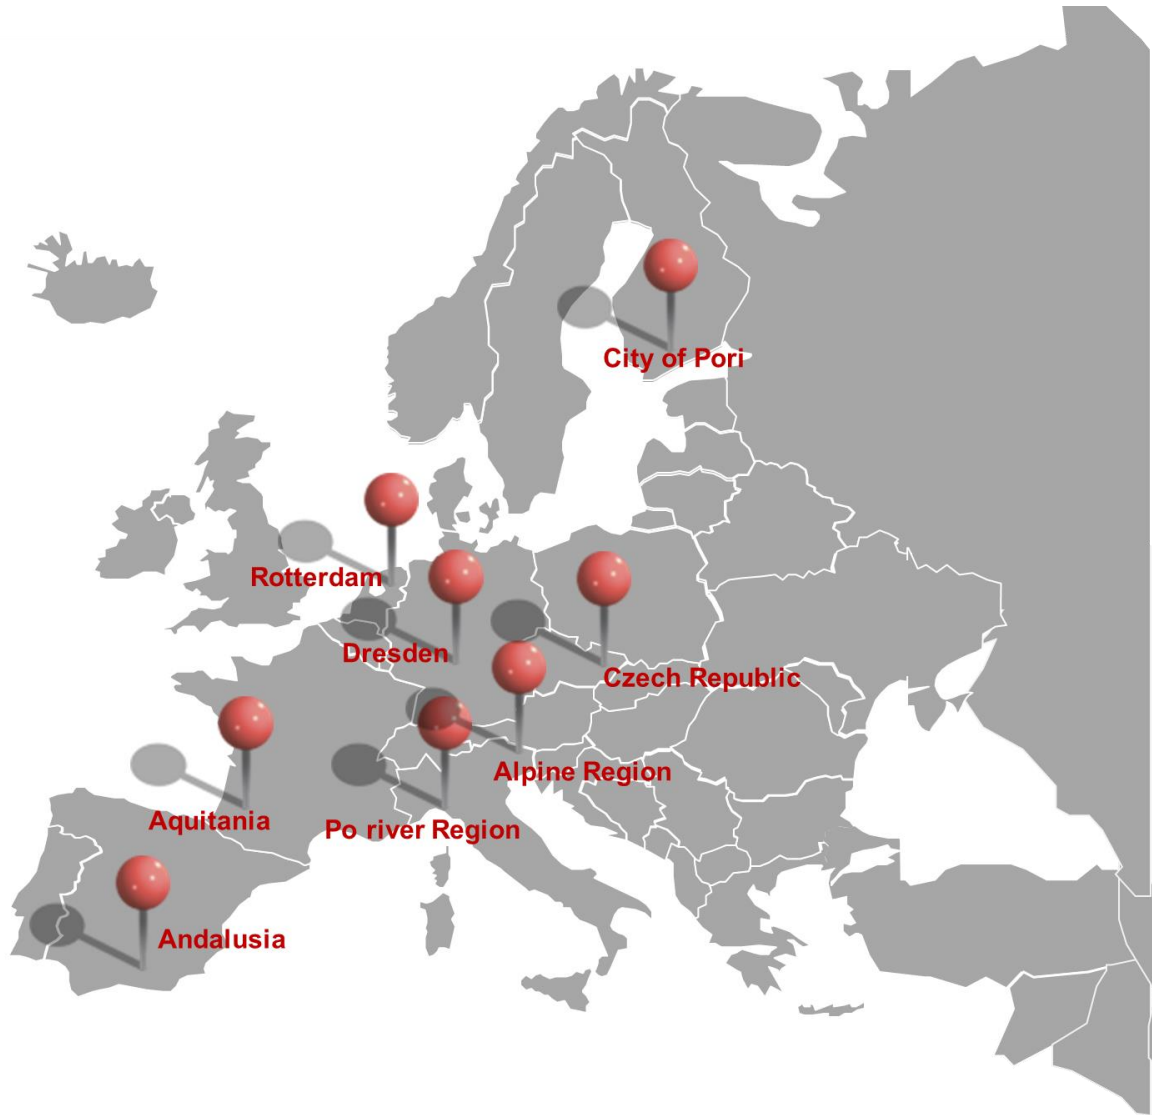 City of Pori
Rotterdam
Dresden
Czech Republic
Alpine Region
Aquitania
Po river Region
Andalusia